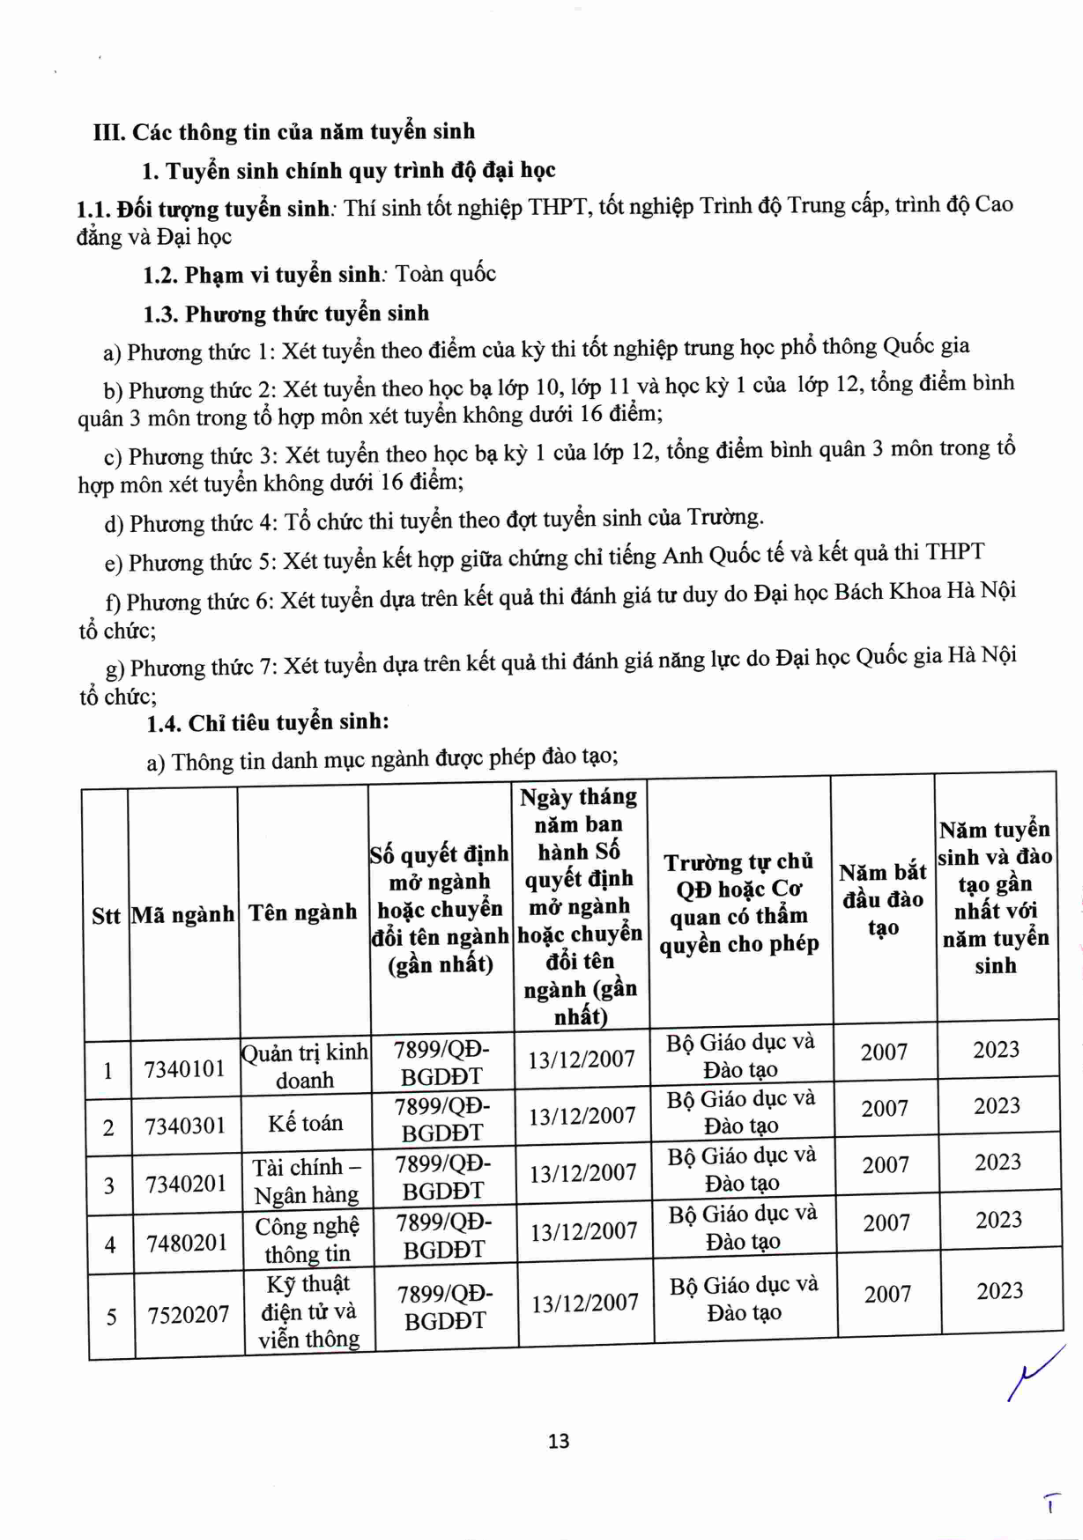 III. Các thông tin của năm tuyển sinh
1. Tuyển sinh chính quy trình độ đại học
1.1. Đối tượng tuyển sinh: Thí sinh tốt nghiệp THPT, tốt nghiệp Trình độ Trung cấp, trình độ Cao
đẳng và Đại học
1.2. Phạm vi tuyển sinh: Toàn quốc
1.3. Phương thức tuyển sinh
a) Phương thức 1: Xét tuyển theo điểm của kỳ thi tốt nghiệp trung học phổ thông Quốc gia
b) Phương thức 2: Xét tuyển theo học bạ lớp 10, lớp 11 và học kỳ 1 của lớp 12, tổng điểm bình
quân 3 môn trong tổ hợp môn xét tuyển không dưới 16 điểm;
c) Phương thức 3: Xét tuyển theo học bạ kỳ 1 của lớp 12, tổng điểm bình quân 3 môn trong tổ
hợp môn xét tuyển không dưới 16 điểm;
d) Phương thức 4: Tổ chức thi tuyển theo đợt tuyển sinh của Trường.
e) Phương thức 5: Xét tuyển kết hợp giữa chứng chỉ tiếng Anh Quốc tế và kết quả thi THPT
f) Phương thức 6: Xét tuyển dựa trên kết quả thi đánh giá tư duy do Đại học Bách Khoa Hà Nội
tổ chức;
g) Phương thức 7: Xét tuyển dựa trên kết quả thi đánh giá năng lực do Đại học Quốc gia Hà Nội
tổ chức;
1.4. Chỉ tiêu tuyển sinh:
a) Thông tin danh mục ngành được phép đào tạo;
Stt
Mã ngành
Tên ngành
Số quyết định
mở ngành
hoặc chuyển
đổi tên ngành
(gần nhất)
Ngày tháng
năm ban
hành Số
quyết định
mở ngành
hoặc chuyển
đổi tên
ngành (gần
nhất)
Trường tự chủ
QĐ hoặc Cơ
quan có thẩm
quyền cho phép
Năm bắt
đầu đào
tạo
Năm tuyển
sinh và đào
tạo gần
nhất với
năm tuyển
sinh
1
7340101
Quản trị kinh
doanh
7899/QĐ-
BGDĐT
13/12/2007
Bộ Giáo dục và
Đào tạo
2007
2023
2
7340301
Kế toán
7899/QĐ-
BGDĐT
13/12/2007
Bộ Giáo dục và
Đào tạo
2007
2023
3
7340201
Tài chính –
Ngân hàng
7899/QĐ-
BGDĐT
13/12/2007
Bộ Giáo dục và
Đào tạo
2007
2023
4
7480201
Công nghệ
thông tin
7899/QĐ-
BGDĐT
13/12/2007
Bộ Giáo dục và
Đào tạo
2007
2023
5
7520207
Kỹ thuật
điện tử và
viễn thông
7899/QĐ-
BGDĐT
13/12/2007
Bộ Giáo dục và
Đào tạo
2007
2023
13